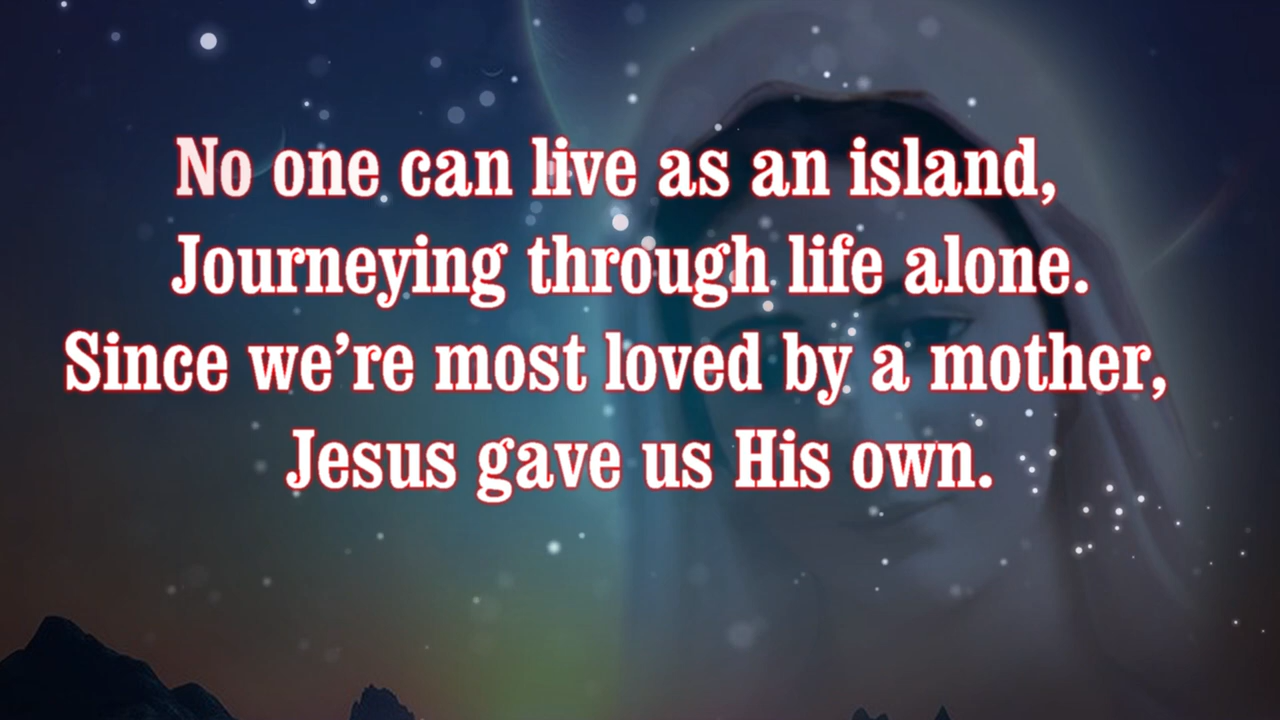 No one can live as an island,
Journeying through life alone.
Since we’re most loved by a mother,
Jesus gave us His own.